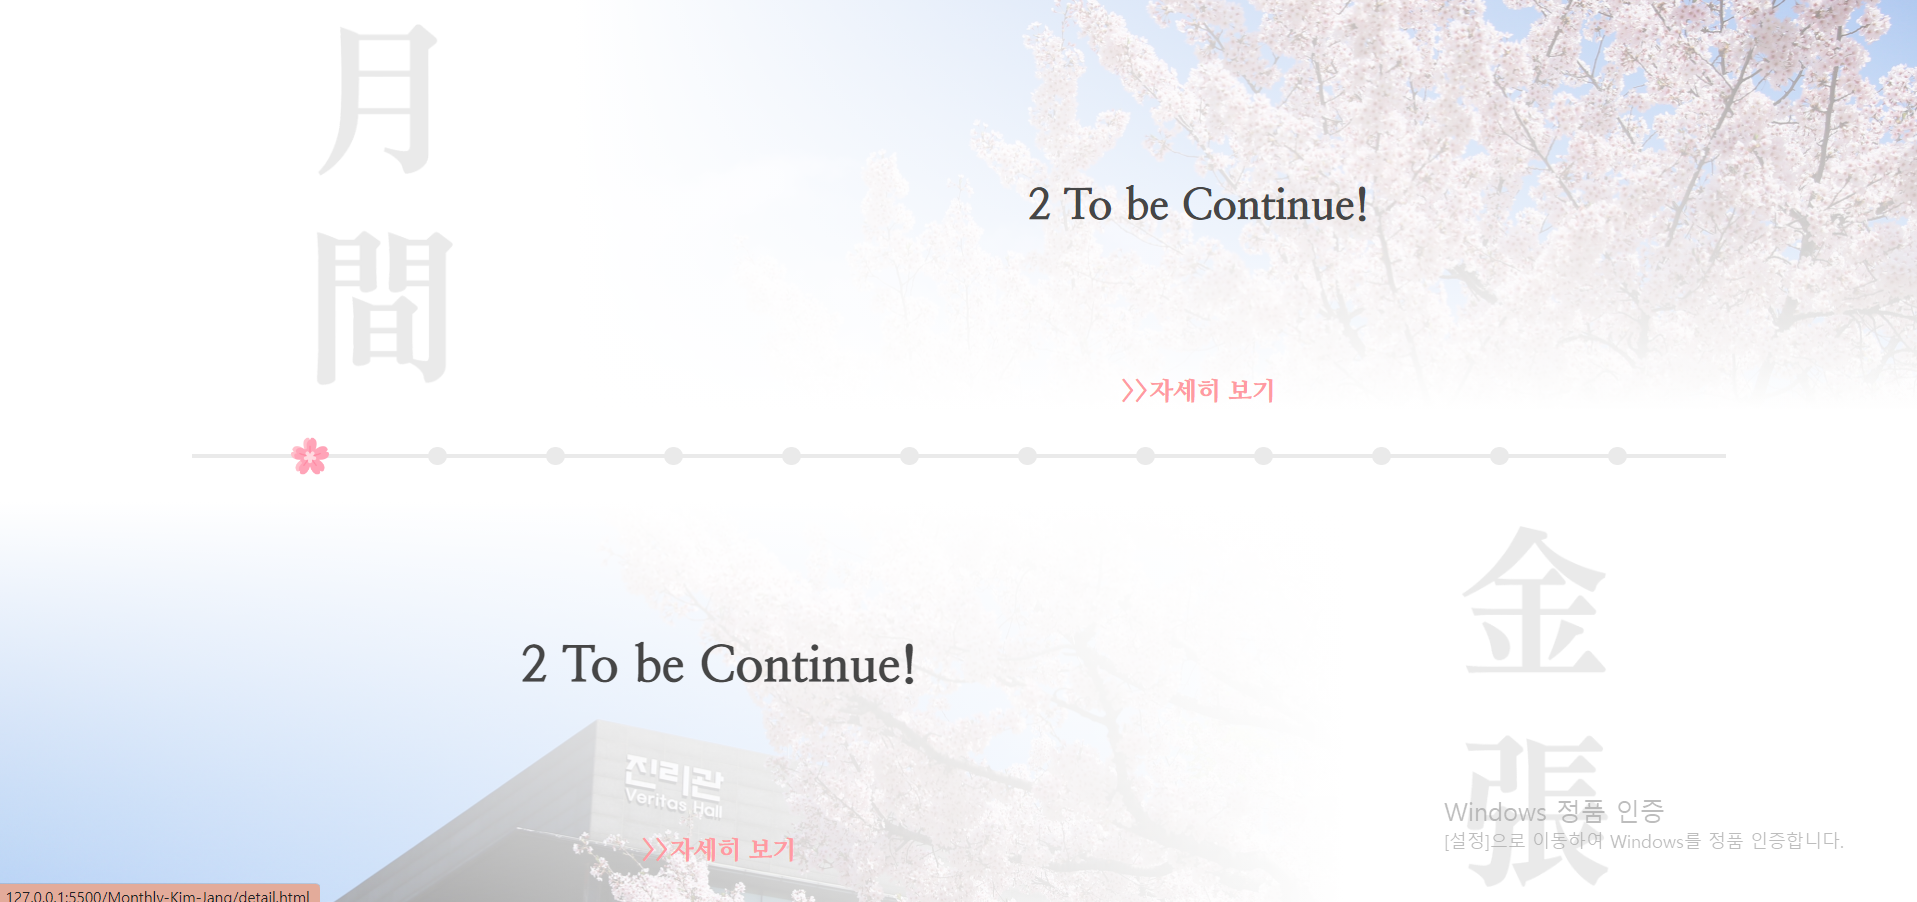 月
間
2 To be Continue!
>>자세히 보기
金
張
2 To be Continue!
진리관
Veritas Hall
>>자세히 보기
Windows 정품 인증
[설정]으로 이동하여 Windows를 정품 인증합니다.
127.0.0.1:5500/Monthly-Kim-Jang/detail.html